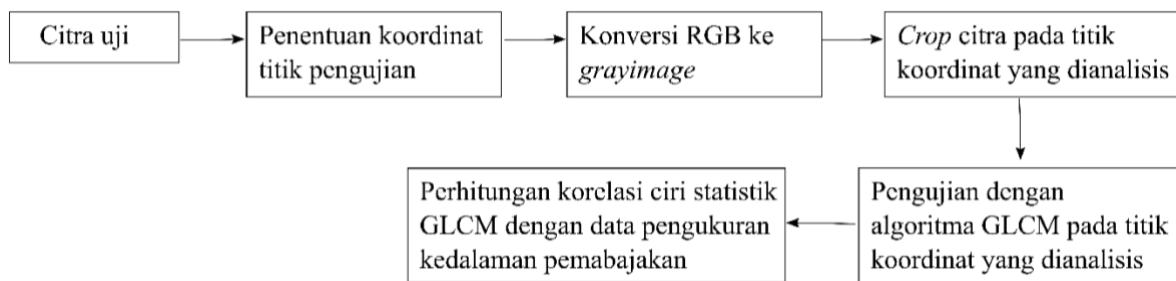 Citra uji
Penentuan koordinat
titik pengujian
Konversi RGB ke
grayimage
Crop citra pada titik
koordinat yang dianalisis
Pengujian dengan
algoritma GLCM pada titik
koordinat yang dianalisis
Perhitungan korelasi ciri statistik
GLCM dengan data pengukuran
kedalaman pemabajakan